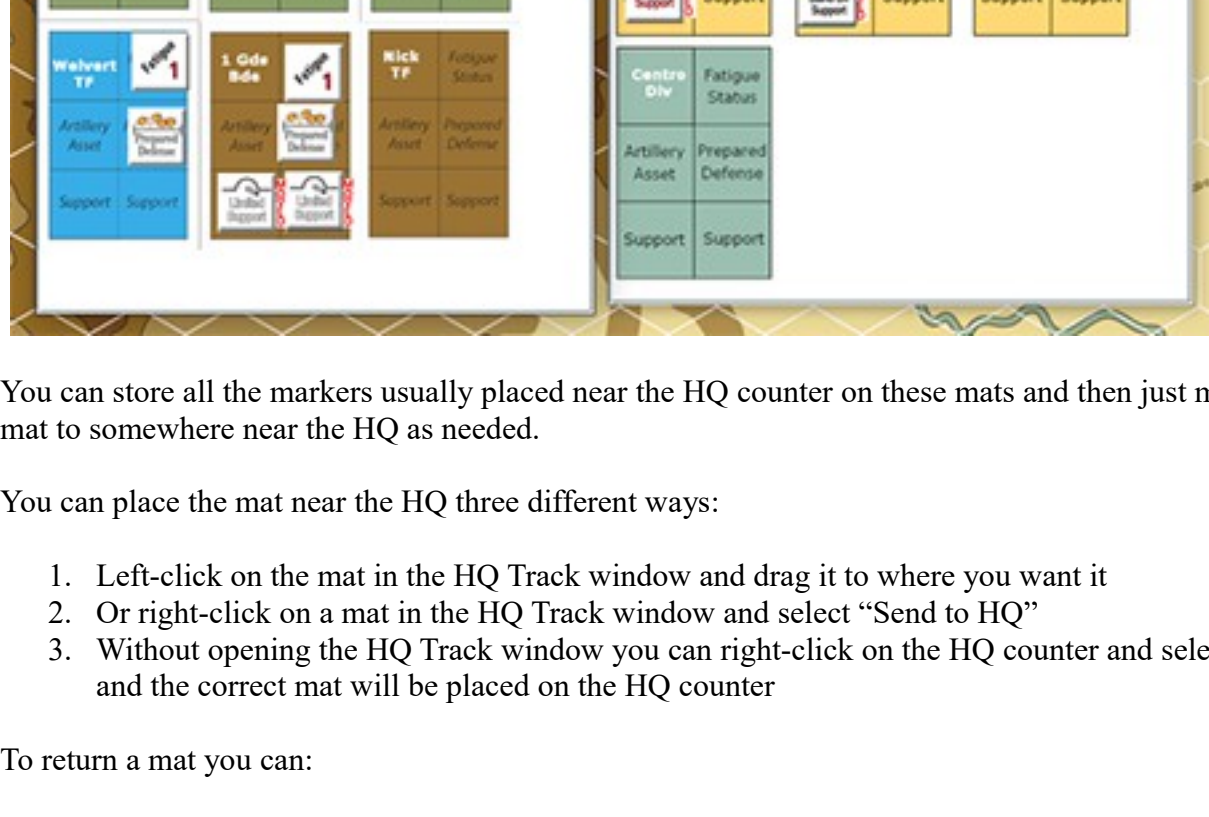 Support
Support
Support
Support
Support
Support
Welvert
TF
Fatigue
1
Artillery
Asset
Prepared
Defense
Support
Support
1 Gde
Bde
Fatigue
1
Artillery
Asset
Prepared
Defense
Limited
Support
Limited
Support
Nick
TF
Fatigue
Status
Artillery
Asset
Prepared
Defense
Support
Support
Centro
Div
Fatigue
Status
Artillery
Asset
Prepared
Defense
Support
Support
You can store all the markers usually placed near the HQ counter on these mats and then just
mat to somewhere near the HQ as needed.
You can place the mat near the HQ three different ways:
1. Left-click on the mat in the HQ Track window and drag it to where you want it
2. Or right-click on a mat in the HQ Track window and select “Send to HQ”
3. Without opening the HQ Track window you can right-click on the HQ counter and sele
and the correct mat will be placed on the HQ counter
To return a mat you can: